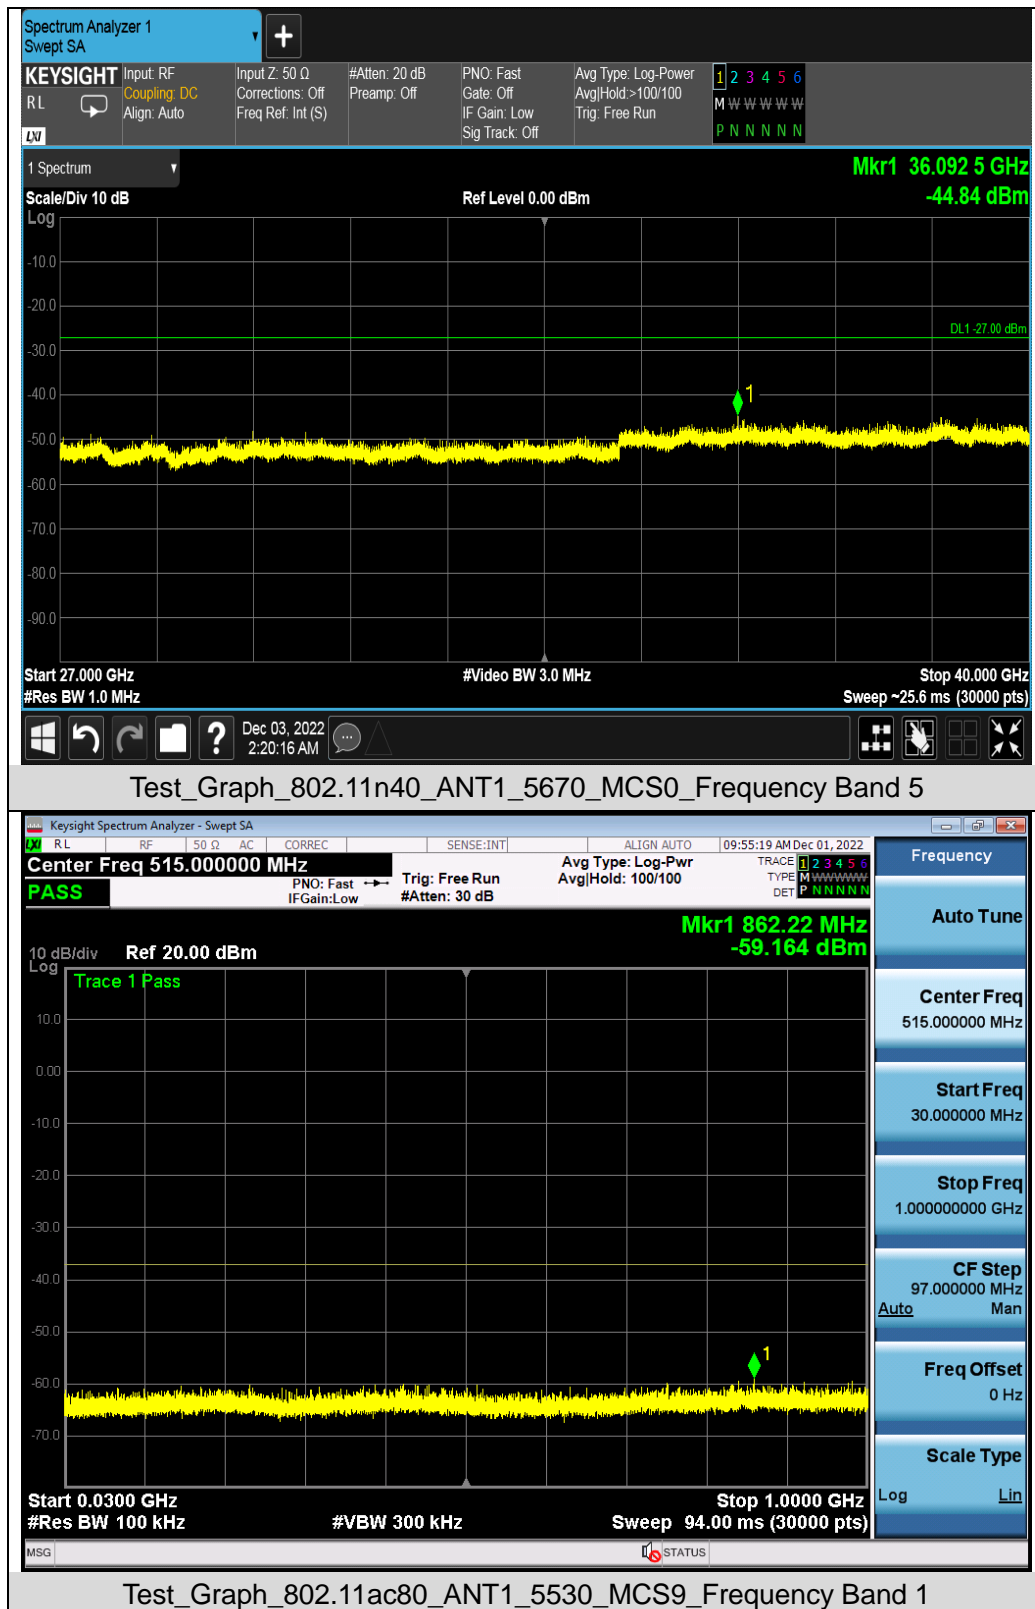 Spectrum Analyzer 1
Swept SA
KEYSIGHT
R L
LXI
Input: RF
Coupling: DC
Align: Auto
Input Z: 50 Ω
Corrections: Off
Freq Ref: Int (S)
#Atten: 20 dB
Preamp: Off
PNO: Fast
Gate: Off
IF Gain: Low
Sig Track: Off
Avg Type: Log-Power
Avg|Hold:>100/100
Trig: Free Run
1 2 3 4 5 6
M W W W W W
P N N N N N
1 Spectrum
Mkr1 36.092 5 GHz
-44.84 dBm
Scale/Div 10 dB
Ref Level 0.00 dBm
Log
-10.0
-20.0
DL1 -27.00 dBm
-30.0
-40.0
1
-50.0
-60.0
-70.0
-80.0
-90.0
Start 27.000 GHz
#Video BW 3.0 MHz
Stop 40.000 GHz
#Res BW 1.0 MHz
Sweep ~25.6 ms (30000 pts)
Dec 03, 2022
2:20:16 AM
Test_Graph_802.11n40_ANT1_5670_MCS0_Frequency Band 5
Keysight Spectrum Analyzer - Swept SA
LXI RL RF 50 Ω AC CORREC SENSE:INT ALIGN AUTO 09:55:19 AM Dec 01, 2022
Center Freq 515.000000 MHz
PASS
PNO: Fast
IFGain:Low
Trig: Free Run
#Atten: 30 dB
Avg Type: Log-Pwr
Avg|Hold: 100/100
TRACE 1 2 3 4 5 6
TYPE M W W W W W
DET P N N N N N
Mkr1 862.22 MHz
-59.164 dBm
10 dB/div
Ref 20.00 dBm
Log
Trace 1 Pass
10.0
0.00
-10.0
-20.0
-30.0
-40.0
-50.0
1
-60.0
-70.0
Start 0.0300 GHz
Stop 1.0000 GHz
#Res BW 100 kHz
#VBW 300 kHz
Sweep 94.00 ms (30000 pts)
MSG
STATUS
Frequency
Auto Tune
Center Freq
515.000000 MHz
Start Freq
30.000000 MHz
Stop Freq
1.000000000 GHz
CF Step
97.000000 MHz
Auto Man
Freq Offset
0 Hz
Scale Type
Log Lin
Test_Graph_802.11ac80_ANT1_5530_MCS9_Frequency Band 1